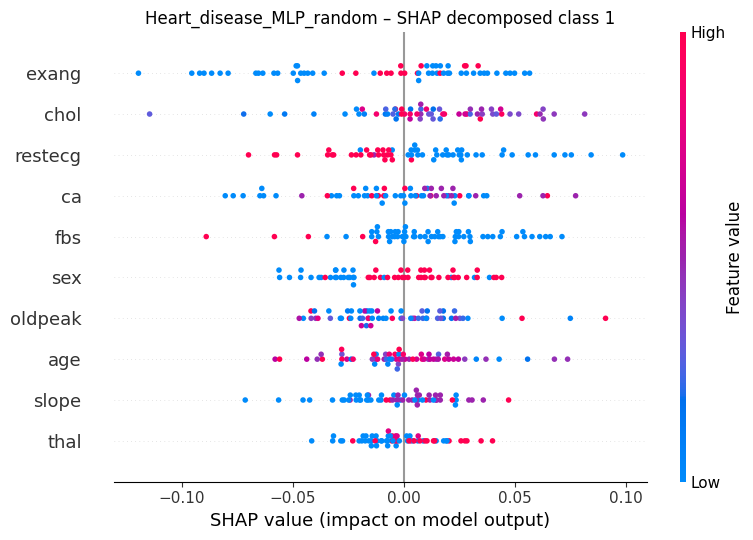 Heart_disease_MLP_random – SHAP decomposed class 1
High
exang
chol
restecg
ca
fbs
sex
oldpeak
age
slope
thal
Feature value
Low
−0.10 −0.05 0.00 0.05 0.10
SHAP value (impact on model output)